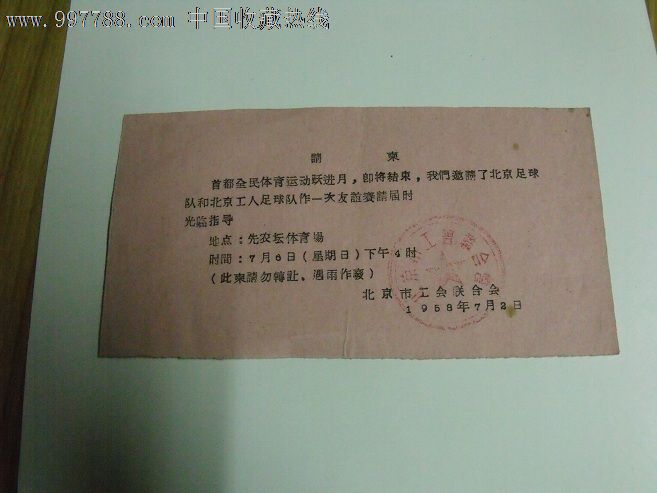 www.997788.com 中国收藏热线
請 柬
首都全民体育运动跃进月，即将結束，我們邀請了北京足球
队和北京工人足球队作一次友誼賽請届时
光临指导
地点：先农坛体育場
时間：7月6日（星期日）下午4时
（此柬請勿轉讓、遇雨作廢）
北京市工会联合会
1958年7月2日